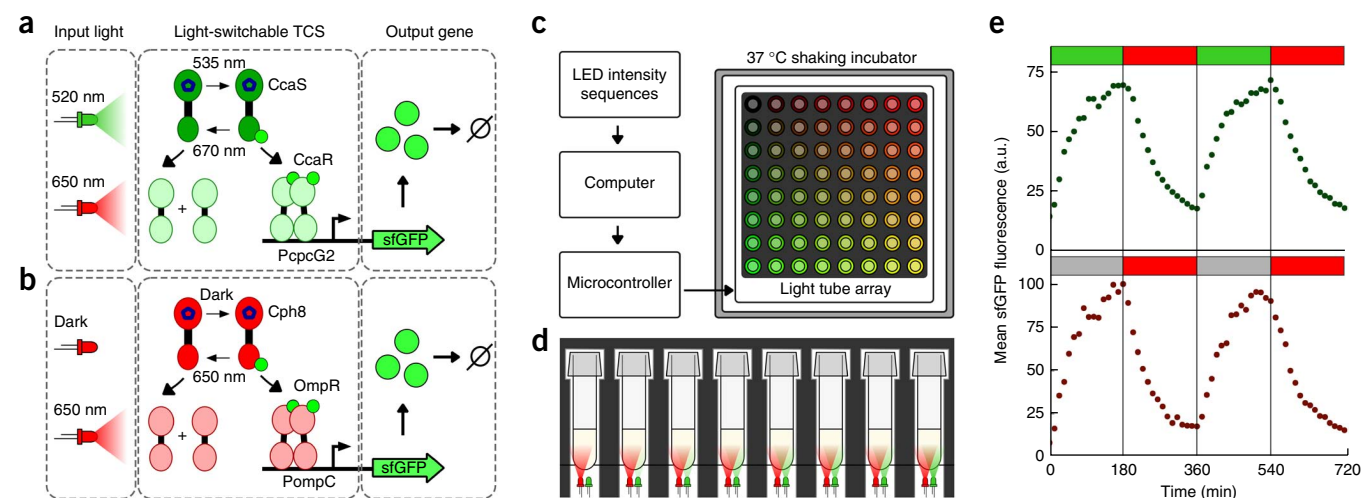 a
Input light
Light-switchable TCS
Output gene
520 nm
650 nm
535 nm
CcaS
670 nm
CcaR
+
PcpcG2
sfGFP
b
Dark
650 nm
Dark
Cph8
650 nm
OmpR
+
PompC
sfGFP
c
LED intensity
sequences
Computer
Microcontroller
37 °C shaking incubator
Light tube array
d
e
Mean sfGFP fluorescence (a.u.)
75
50
25
0
100
75
50
25
0
0 180 360 540 720
Time (min)